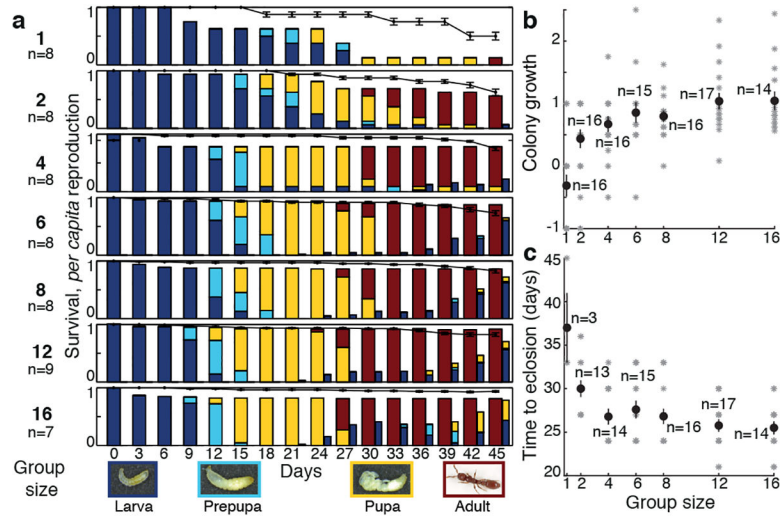 a
Survival, per capita reproduction
1
n=8
1
0
2
n=8
1
0
4
n=8
1
0
6
n=8
1
0
8
n=8
1
0
12
n=9
1
0
16
n=7
1
0
0 3 6 9 12 15 18 21 24 27 30 33 36 39 42 45
Group
size
Days
Larva Prepupa Pupa Adult
b
Colony growth
2
1
0
-1
n=16
n=16
n=16
n=15
n=16
n=17
n=14
1 2 4 6 8 12 16
c
Time to eclosion (days)
45
40
35
30
25
20
n=3
n=13
n=14
n=15
n=16
n=17
n=14
1 2 4 6 8 12 16
Group size